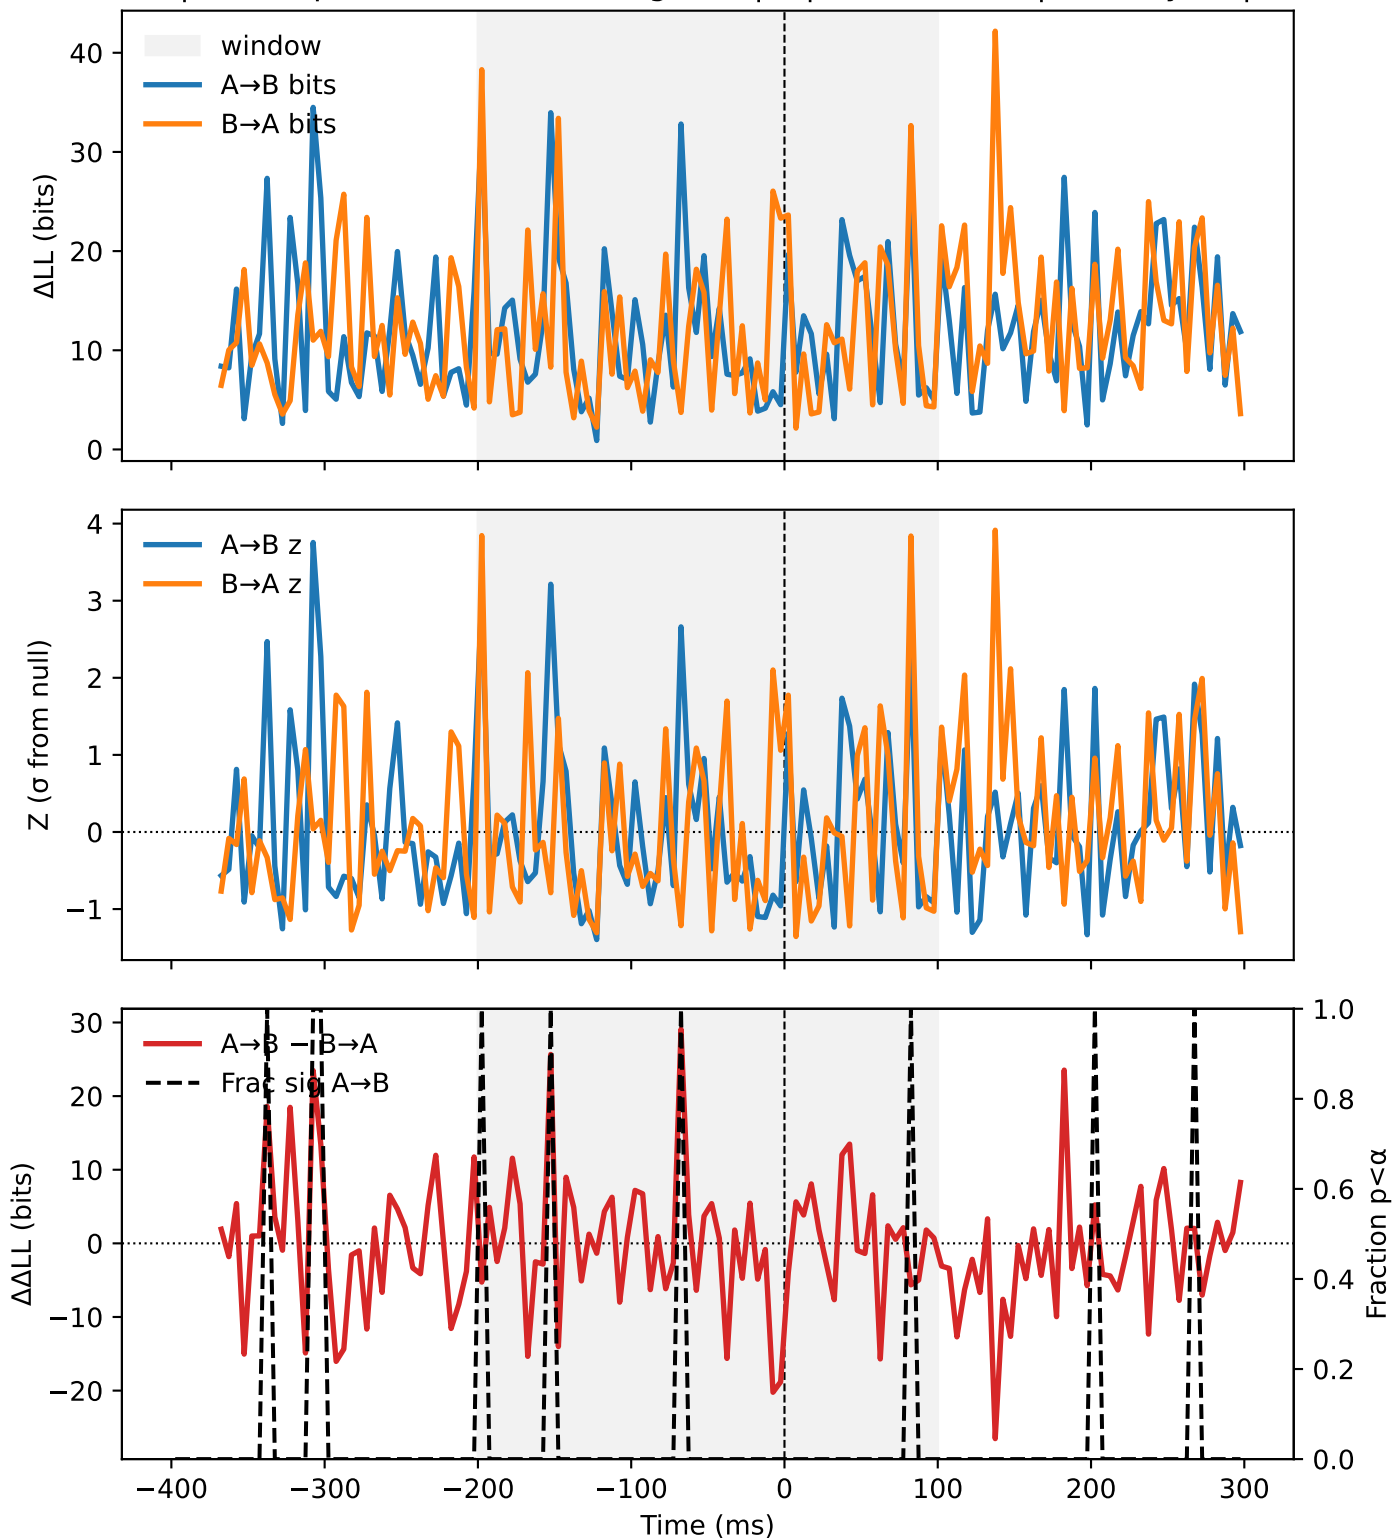 window
A→B bits
B→A bits
ΔLL (bits)
40
30
20
10
0
A→B z
B→A z
Z (σ from null)
4
3
2
1
0
−1
A→B − B→A
Frac sig A→B
ΔΔLL (bits)
30
20
10
0
−10
−20
1.0
0.8
0.6
0.4
0.2
0.0
Fraction p<α
−400 −300 −200 −100 0 100 200 300
Time (ms)